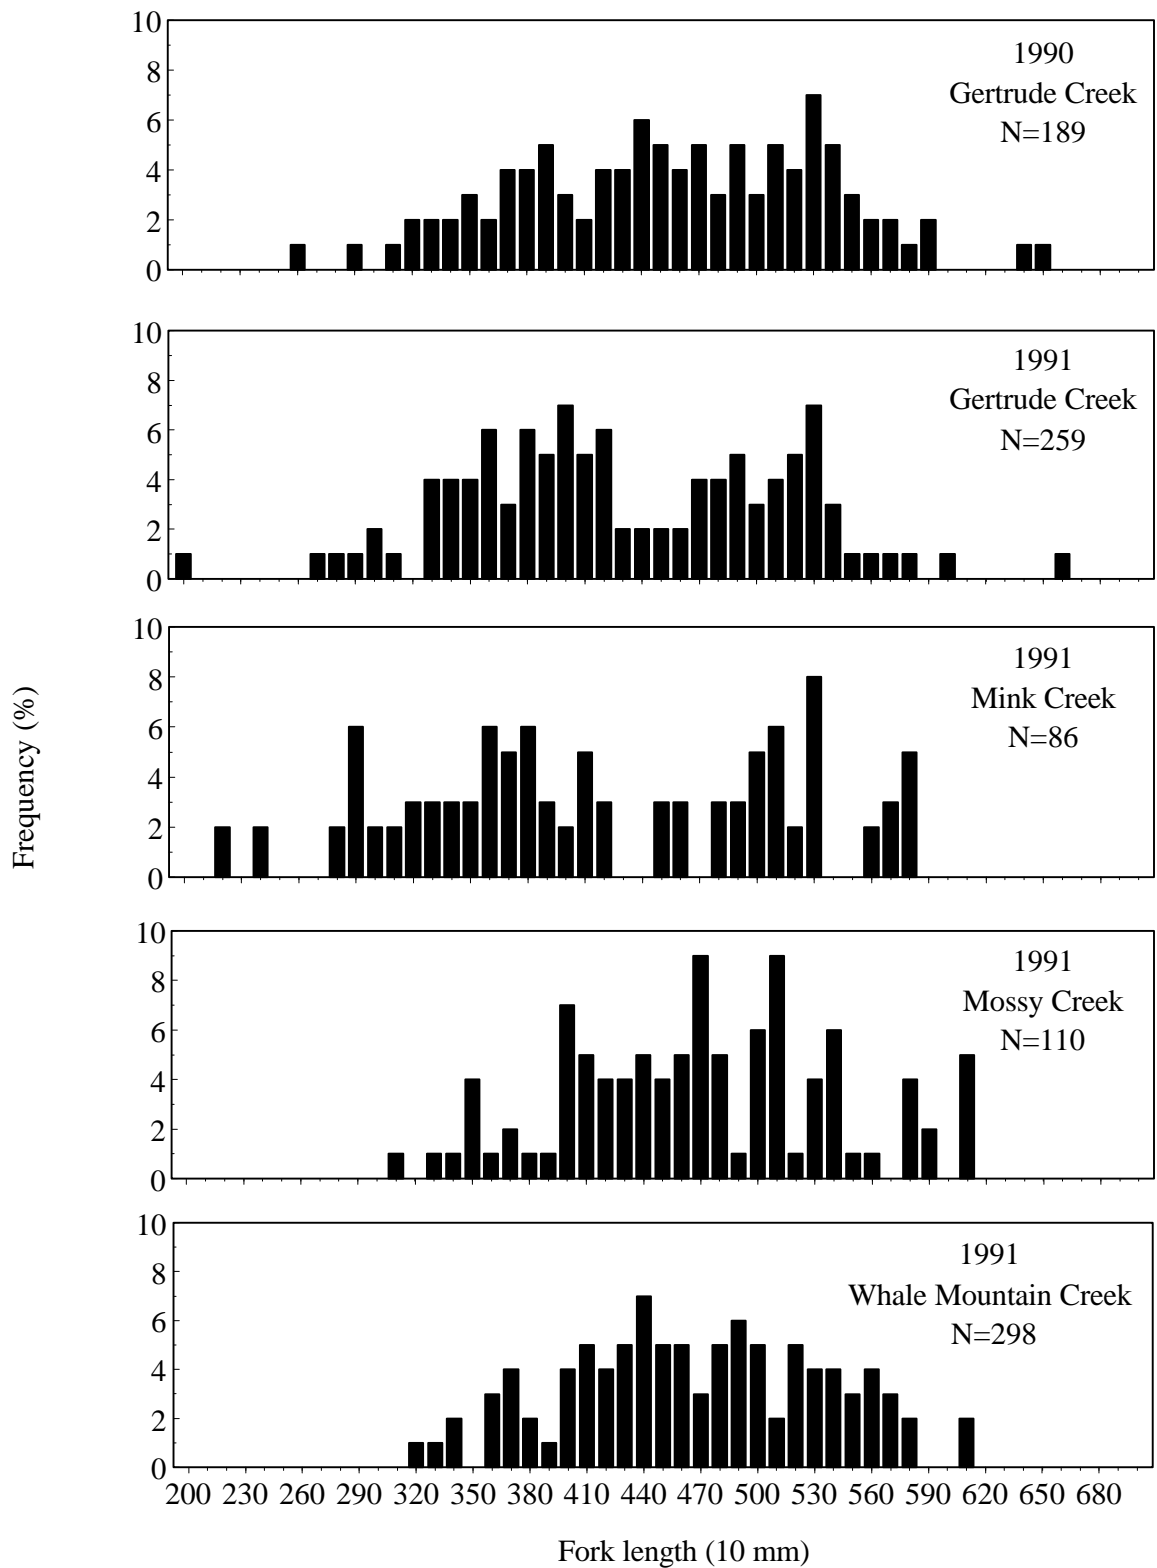 10
8
6
4
2
0
1990
Gertrude Creek
N=189
10
8
6
4
2
0
1991
Gertrude Creek
N=259
10
8
6
4
2
0
1991
Mink Creek
N=86
Frequency (%)
10
8
6
4
2
0
1991
Mossy Creek
N=110
10
8
6
4
2
0
1991
Whale Mountain Creek
N=298
200 230 260 290 320 350 380 410 440 470 500 530 560 590 620 650 680
Fork length (10 mm)